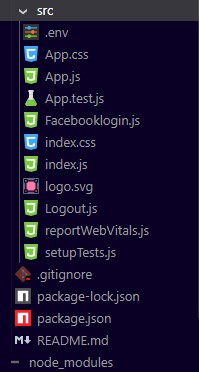 src
.env
App.css
App.js
App.test.js
Facebooklogin.js
index.css
index.js
logo.svg
Logout.js
reportWebVitals.js
setupTests.js
.gitignore
package-lock.json
package.json
README.md
node_modules